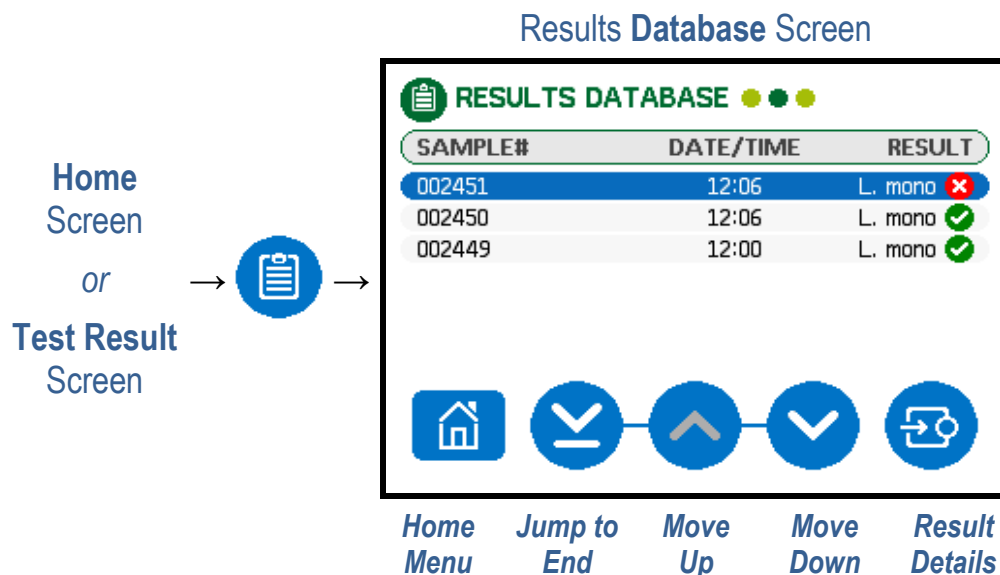 Results Database Screen
Home
Screen
or
Test Result
Screen
→
→
RESULTS DATABASE
SAMPLE# DATE/TIME RESULT
002451 12:06 L. mono
002450 12:06 L. mono
002449 12:00 L. mono
Home Menu
Jump to End
Move Up
Move Down
Result Details